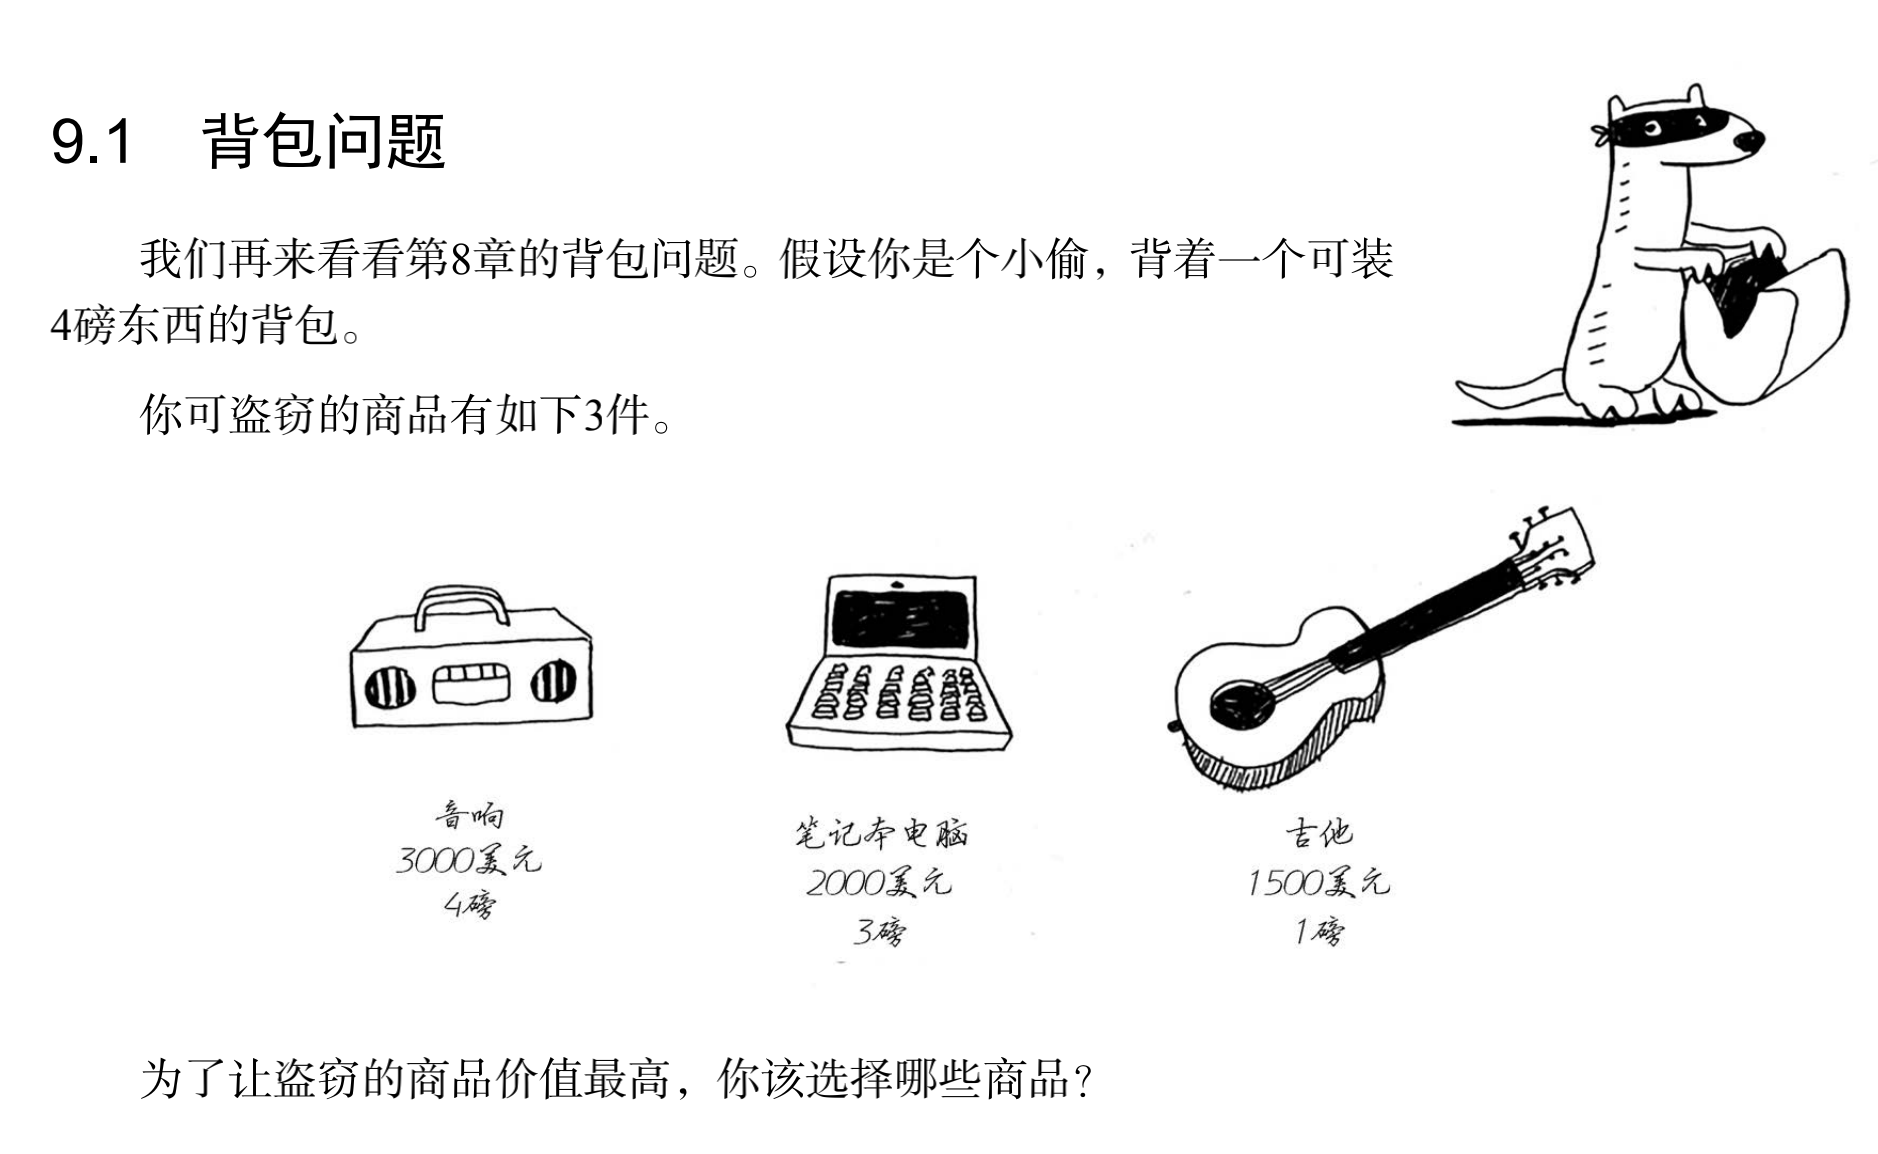 9.1 背包问题
我们再来看看第8章的背包问题。假设你是个小偷，背着一个可装
4磅东西的背包。
你可盗窃的商品有如下3件。
音响
3000美元
4磅
笔记本电脑
2000美元
3磅
吉他
1500美元
1磅
为了让盗窃的商品价值最高，你该选择哪些商品？